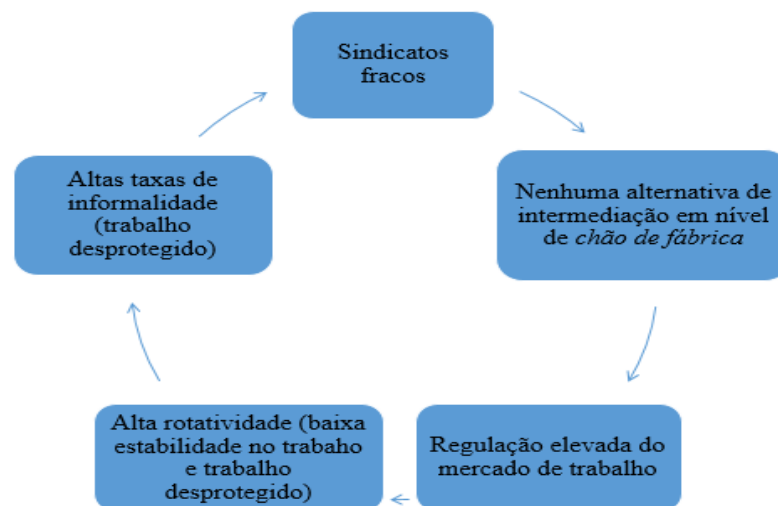 Sindicatos
fracos
Nenhuma alternativa de
intermediação em nível
de chão de fábrica
Regulação elevada do
mercado de trabalho
Alta rotatividade (baixa
estabilidade no trabaho
e trabalho
desprotegido)
Altas taxas de
informalidade
(trabalho
desprotegido)